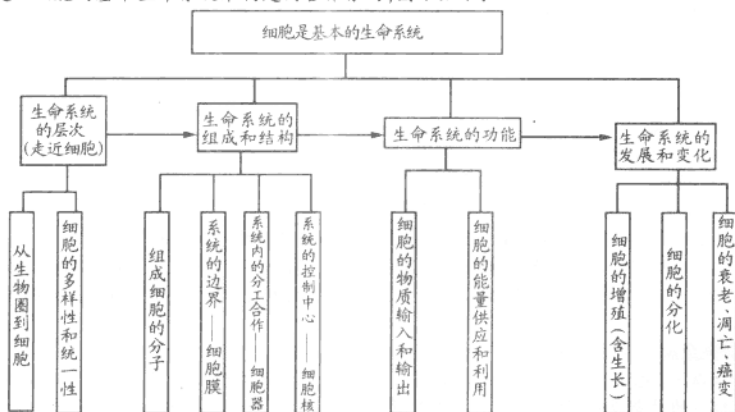 细胞是基本的生命系统
生命系统
的层次
(走近细胞)
生命系统的
组成和结构
生命系统的功能
生命系统的
发展和变化
从生物圈到细胞
细胞的多样性和统一性
组成细胞的分子
系统的边界——细胞膜
系统内的分工合作——细胞器
系统的控制中心——细胞核
细胞的物质输入和输出
细胞的能量供应和利用
细胞的增殖(含生长)
细胞的分化
细胞的衰老、凋亡、癌变